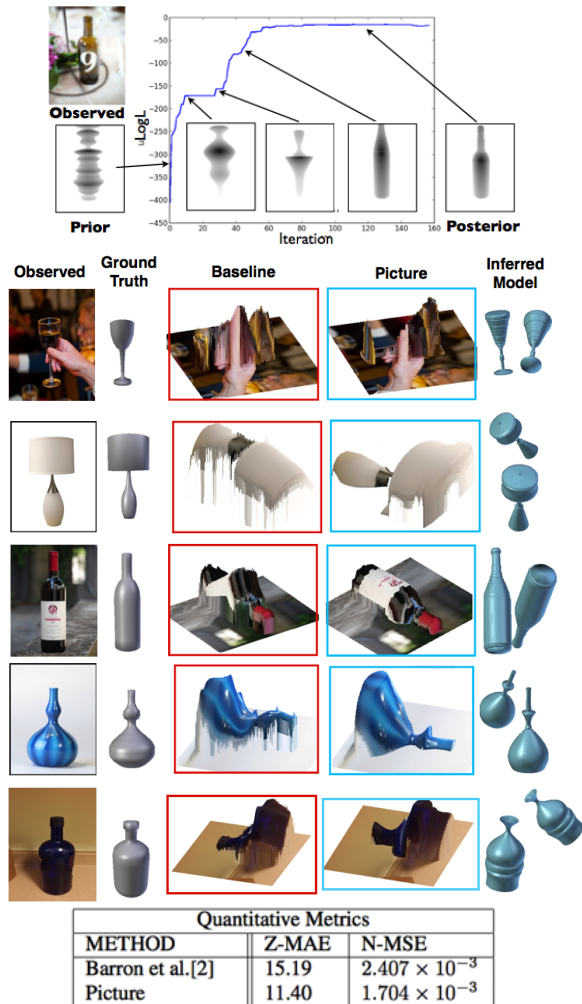 0
−50
−100
−150
−200
−250
−300
−350
−400
−450
LogL
0 20 40 60 80 100 120 140 160
Iteration
9
Observed
Prior
Posterior
Observed Ground Truth Baseline Picture Inferred Model
Quantitative Metrics
METHOD Z-MAE N-MSE
Barron et al.[2] 15.19 2.407 × 10⁻³
Picture 11.40 1.704 × 10⁻³